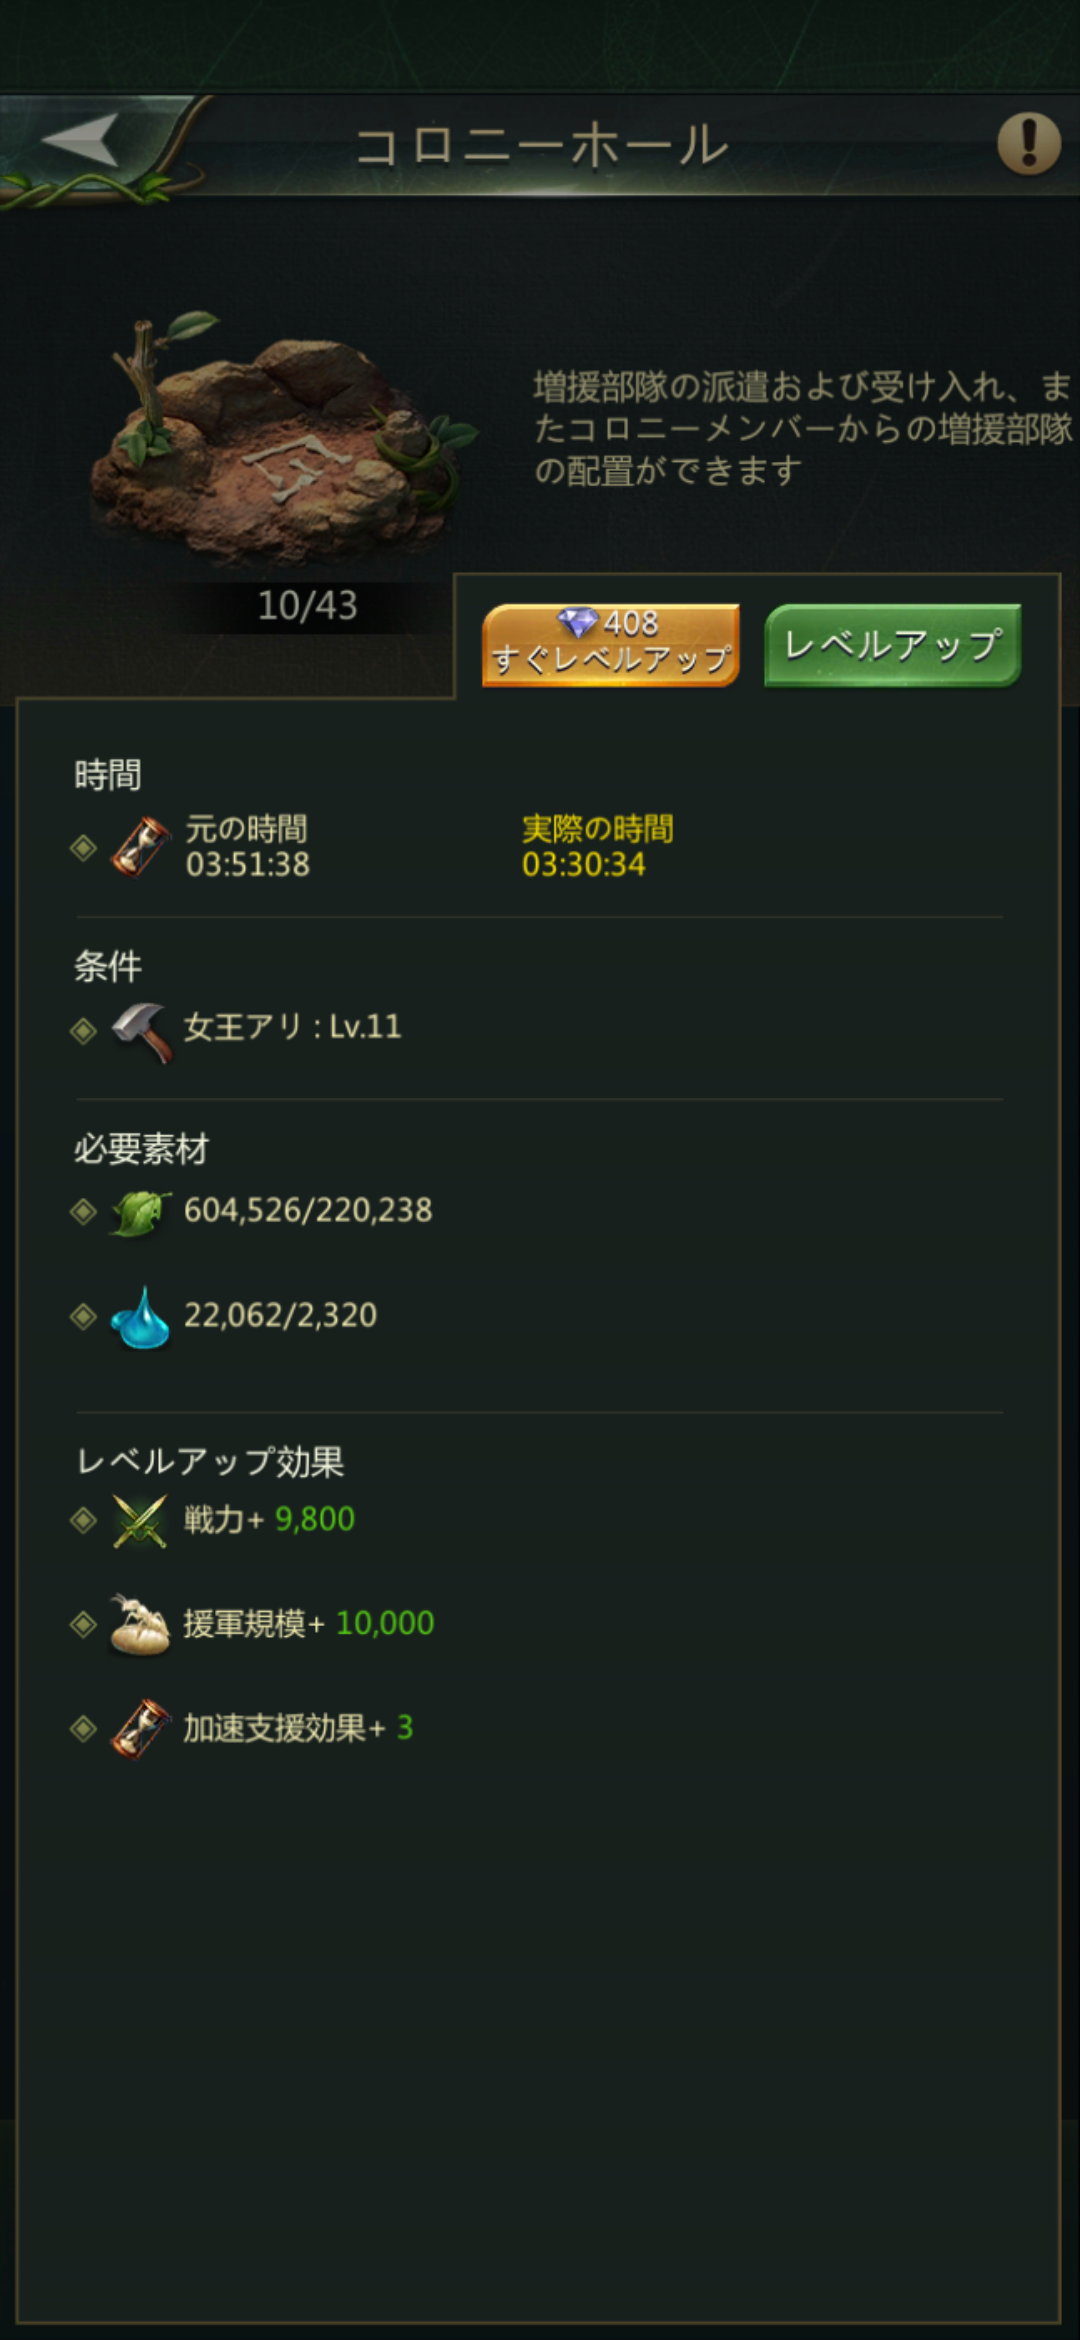 コロニーホール
増援部隊の派遣および受け入れ、ま
たコロニーメンバーからの増援部隊
の配置ができます
10/43
408
すぐレベルアップ
レベルアップ
時間
元の時間
03:51:38
実際の時間
03:30:34
条件
女王アリ : Lv.11
必要素材
604,526/220,238
22,062/2,320
レベルアップ効果
戦力+ 9,800
援軍規模+ 10,000
加速支援効果+ 3